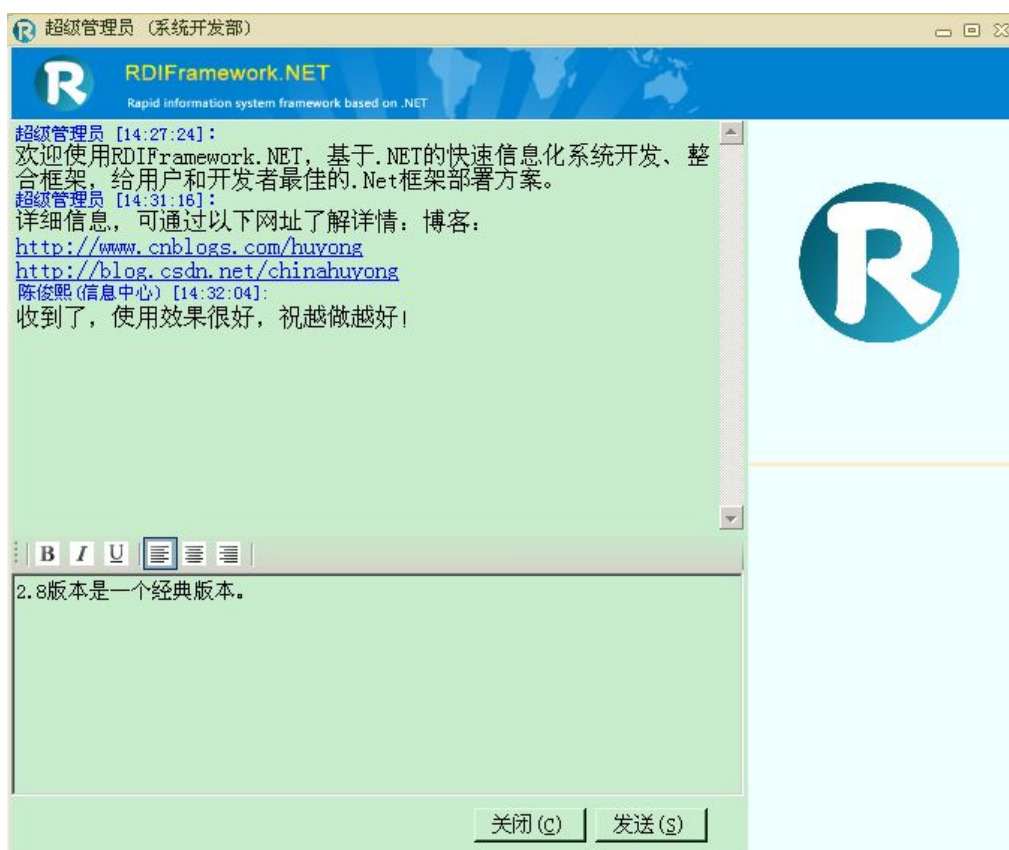 超级管理员 (系统开发部)
R
RDIFramework.NET
Rapid information system framework based on .NET
超级管理员 [14:27:24]:
欢迎使用RDIFramework.NET，基于.NET的快速信息化系统开发、整
合框架，给用户和开发者最佳的.Net框架部署方案。
超级管理员 [14:31:16]:
详细信息，可通过以下网址了解详情：博客：
http://www.cnblogs.com/huyong
http://blog.csdn.net/chinahuyong
陈俊熙(信息中心) [14:32:04]:
收到了，使用效果很好，祝越做越好！
R
B I U
2.8版本是一个经典版本。
关闭(C) 发送(S)